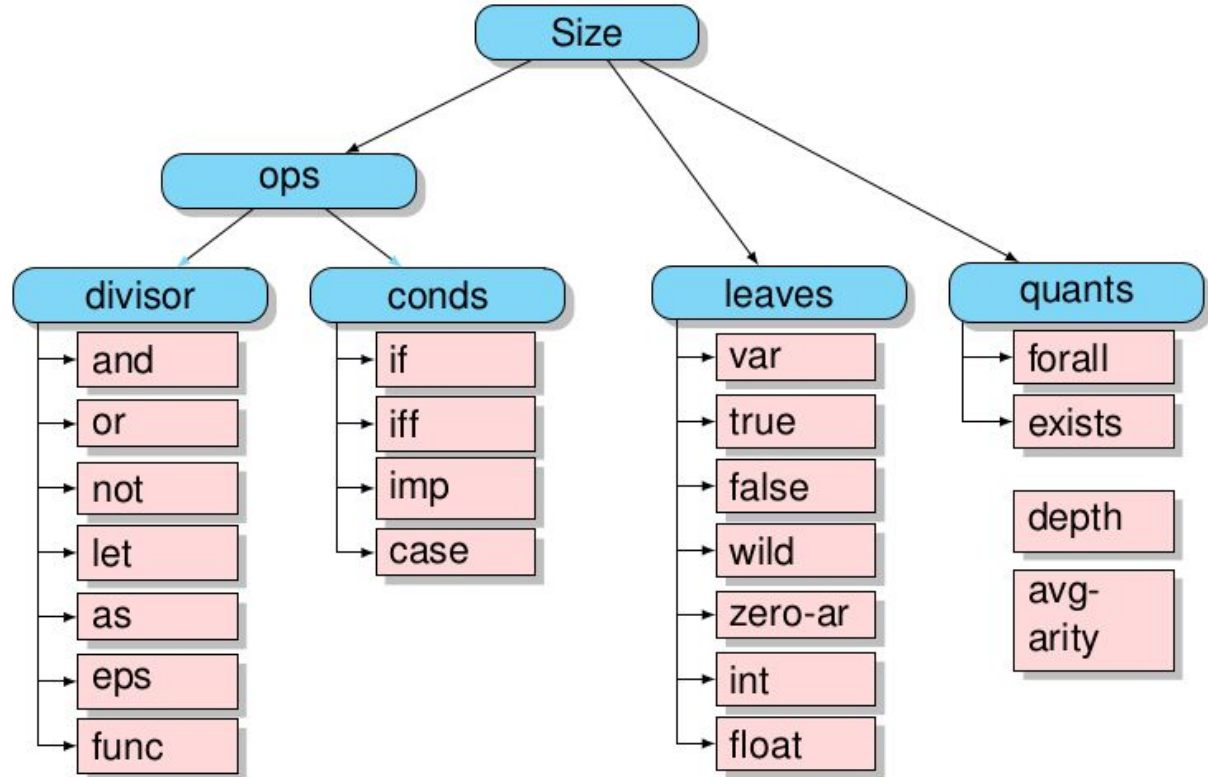 Size
ops
divisor
and
or
not
let
as
eps
func
conds
if
iff
imp
case
leaves
var
true
false
wild
zero-ar
int
float
quants
forall
exists
depth
avg-
arity